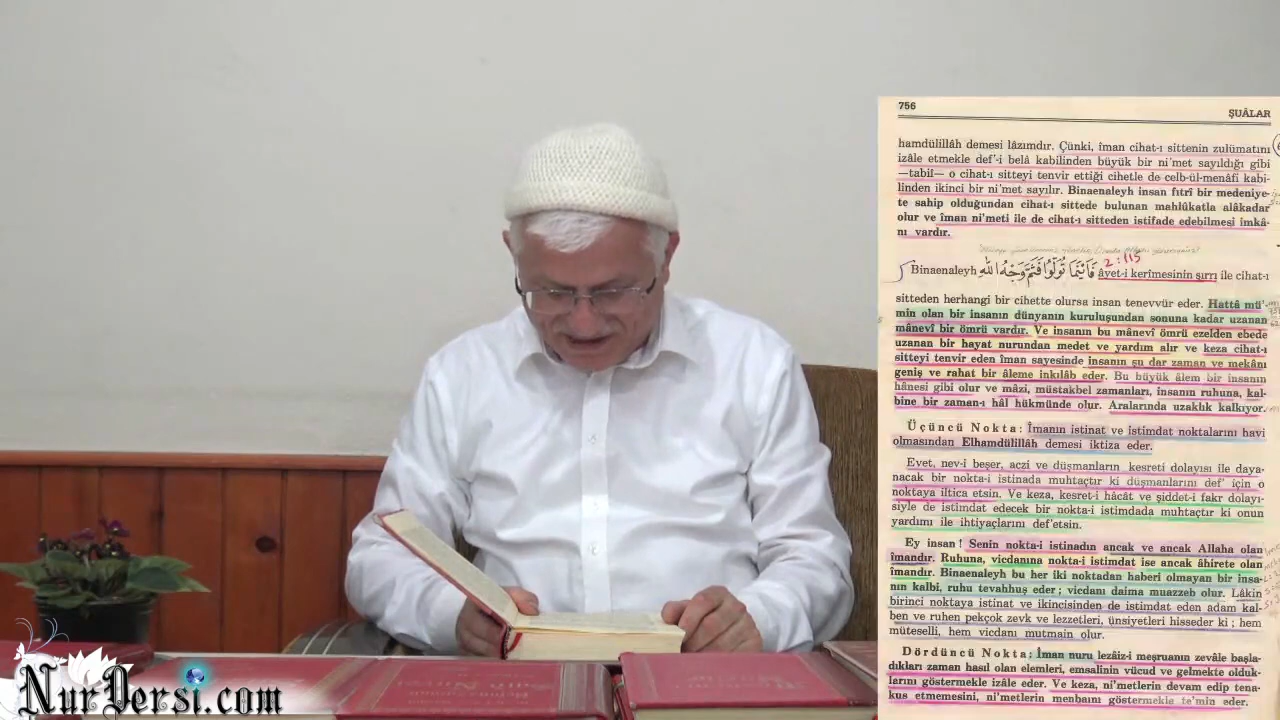 756
ŞUÂLAR
hamdülillâh demesi lâzımdır. Çünki, îman cihat-ı sittenin zulümatını
izâle etmekle def'-i belâ kabilinden büyük bir ni'met sayıldığı gibi
—tabiî— o cihat-ı sitteyi tenvir ettiği cihetle de celb-ül-menâfi kabi-
linden ikinci bir ni'met sayılır. Binaenaleyh insan fıtrî bir medeniye-
te sahip olduğundan cihat-ı sittede bulunan mahlûkatla alâkadar
olur ve îman ni'meti ile de cihat-ı sitteden istifade edebilmesi imkâ-
nı vardır.
2:115
Binaenaleyh فَاَيْنَمَا تُوَلُّوا فَثَمَّ وَجْهُ اللّٰهِ âyet-i kerîmesinin sırrı ile cihat-ı
sitteden herhangi bir cihette olursa insan tenevvür eder. Hattâ mü'-
min olan bir insanın dünyanın kuruluşundan sonuna kadar uzanan
mânevî bir ömrü vardır. Ve insanın bu mânevî ömrü ezelden ebede
uzanan bir hayat nurundan medet ve yardım alır ve keza cihat-ı
sitteyi tenvir eden îman sayesinde insanın şu dar zaman ve mekânı
geniş ve rahat bir âleme inkılâb eder. Bu büyük âlem bir insanın
hânesi gibi olur ve mâzi, müstakbel zamanları, insanın ruhuna, kal-
bine bir zaman-ı hâl hükmünde olur. Aralarında uzaklık kalkıyor.
Üçüncü Nokta: Îmanın istinat ve istimdat noktalarını havi
olmasından Elhamdülillâh demesi iktiza eder.
Evet, nev-i beşer, aczi ve düşmanların kesreti dolayısı ile daya-
nacak bir nokta-i istinada muhtaçtır ki düşmanlarını def' için o
noktaya iltica etsin. Ve keza, kesret-i hâcât ve şiddet-i fakr dolayı-
siyle de istimdat edecek bir nokta-i istimdada muhtaçtır ki onun
yardımı ile ihtiyaçlarını def'etsin.
Ey insan! Senin nokta-i istinadın ancak ve ancak Allaha olan
îmandır. Ruhuna, vicdanına nokta-i istimdat ise ancak âhirete olan
îmandır. Binaenaleyh bu her iki noktadan haberi olmayan bir insa-
nın kalbi, ruhu tevahhuş eder; vicdanı daima muazzeb olur. Lâkin
birinci noktaya istinat ve ikincisinden de istimdat eden adam kal-
ben ve ruhen pekçok zevk ve lezzetleri, ünsiyetleri hisseder ki; hem
müteselli, hem vicdanı mutmain olur.
Dördüncü Nokta: Îman nuru lezâiz-i meşruanın zevâle başla-
dıkları zaman hasıl olan elemleri, emsalinin vücud ve gelmekte olduk-
larını göstermekle izâle eder. Ve keza, ni'metlerin devam edip tena-
kus etmemesini, ni'metlerin menbaını göstermekle te'min eder.
NurDersi.com